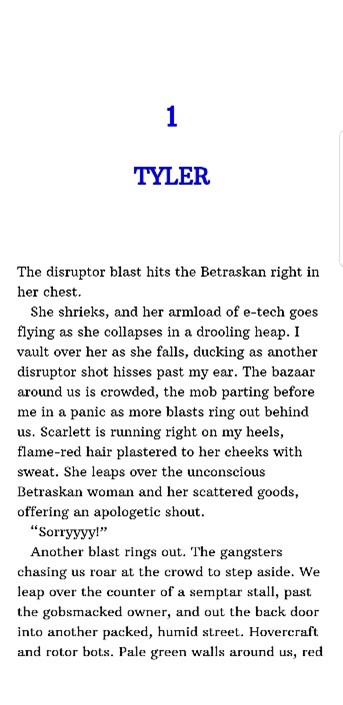 1
TYLER
The disruptor blast hits the Betraskan right in
her chest.
She shrieks, and her armload of e-tech goes
flying as she collapses in a drooling heap. I
vault over her as she falls, ducking as another
disruptor shot hisses past my ear. The bazaar
around us is crowded, the mob parting before
me in a panic as more blasts ring out behind
us. Scarlett is running right on my heels,
flame-red hair plastered to her cheeks with
sweat. She leaps over the unconscious
Betraskan woman and her scattered goods,
offering an apologetic shout.
“Sorryyyy!”
Another blast rings out. The gangsters
chasing us roar at the crowd to step aside. We
leap over the counter of a semptar stall, past
the gobsmacked owner, and out the back door
into another packed, humid street. Hovercraft
and rotor bots. Pale green walls around us, red